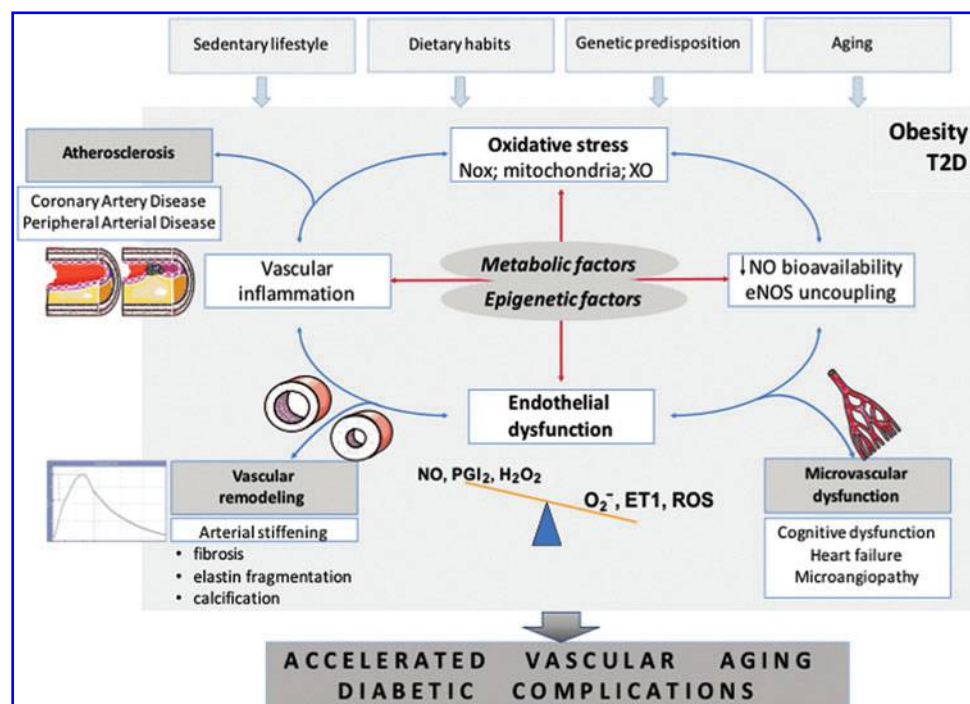 Sedentary lifestyle
Dietary habits
Genetic predisposition
Aging
Obesity
T2D
Oxidative stress
Nox; mitochondria; XO
Atherosclerosis
Coronary Artery Disease
Peripheral Arterial Disease
Metabolic factors
Epigenetic factors
Vascular
inflammation
↓NO bioavailability
eNOS uncoupling
Endothelial
dysfunction
Vascular
remodeling
Arterial stiffening
• fibrosis
• elastin fragmentation
• calcification
NO, PGI₂, H₂O₂
O₂⁻, ET1, ROS
Microvascular
dysfunction
Cognitive dysfunction
Heart failure
Microangiopathy
ACCELERATED VASCULAR AGING
DIABETIC COMPLICATIONS